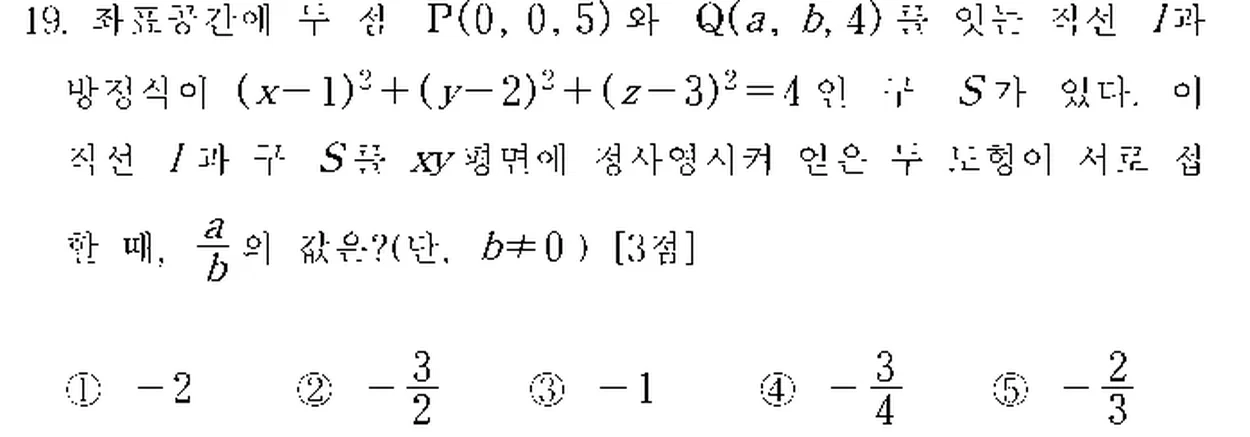 19. 좌표공간에 두 점 P(0, 0, 5)와 Q(a, b, 4)를 잇는 직선 l과
방정식이 (x-1)²+(y-2)²+(z-3)²=4인 구 S가 있다. 이
직선 l과 구 S를 xy평면에 정사영시켜 얻은 두 도형이 서로 접
할 때, a/b의 값은?(단, b≠0) [3점]
① -2 ② -3/2 ③ -1 ④ -3/4 ⑤ -2/3